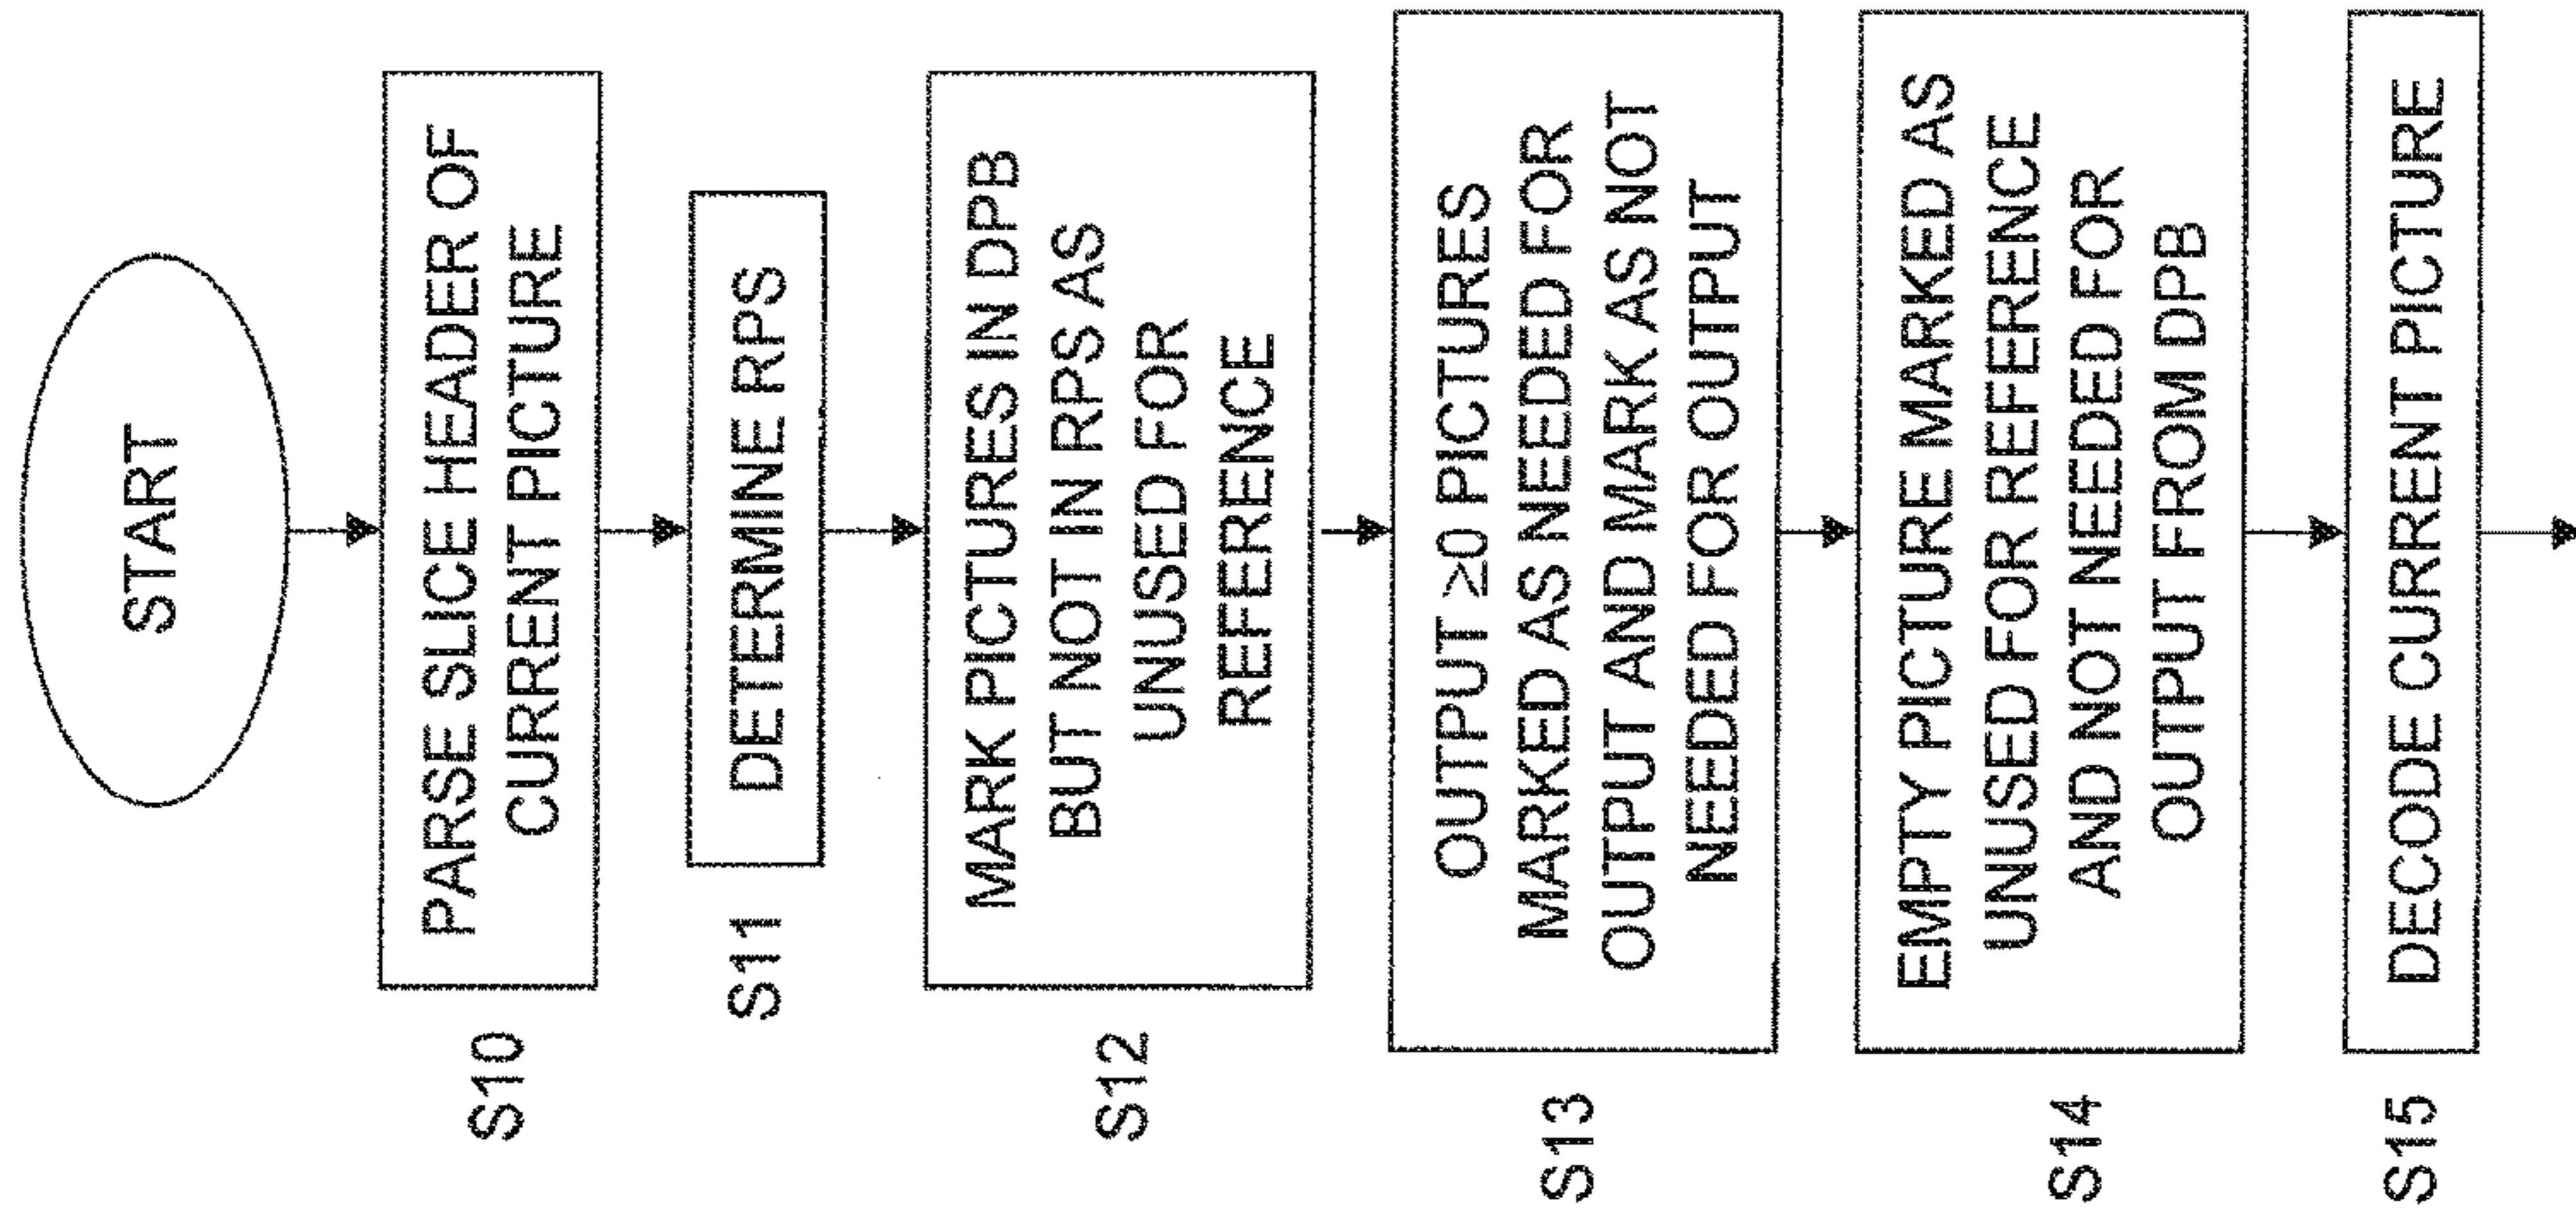 START
S10
PARSE SLICE HEADER OF
CURRENT PICTURE
S11
DETERMINE RPS
S12
MARK PICTURES IN DPB
BUT NOT IN RPS AS
UNUSED FOR
REFERENCE
S13
OUTPUT ≥0 PICTURES
MARKED AS NEEDED FOR
OUTPUT AND MARK AS NOT
NEEDED FOR OUTPUT
S14
EMPTY PICTURE MARKED AS
UNUSED FOR REFERENCE
AND NOT NEEDED FOR
OUTPUT FROM DPB
S15
DECODE CURRENT PICTURE